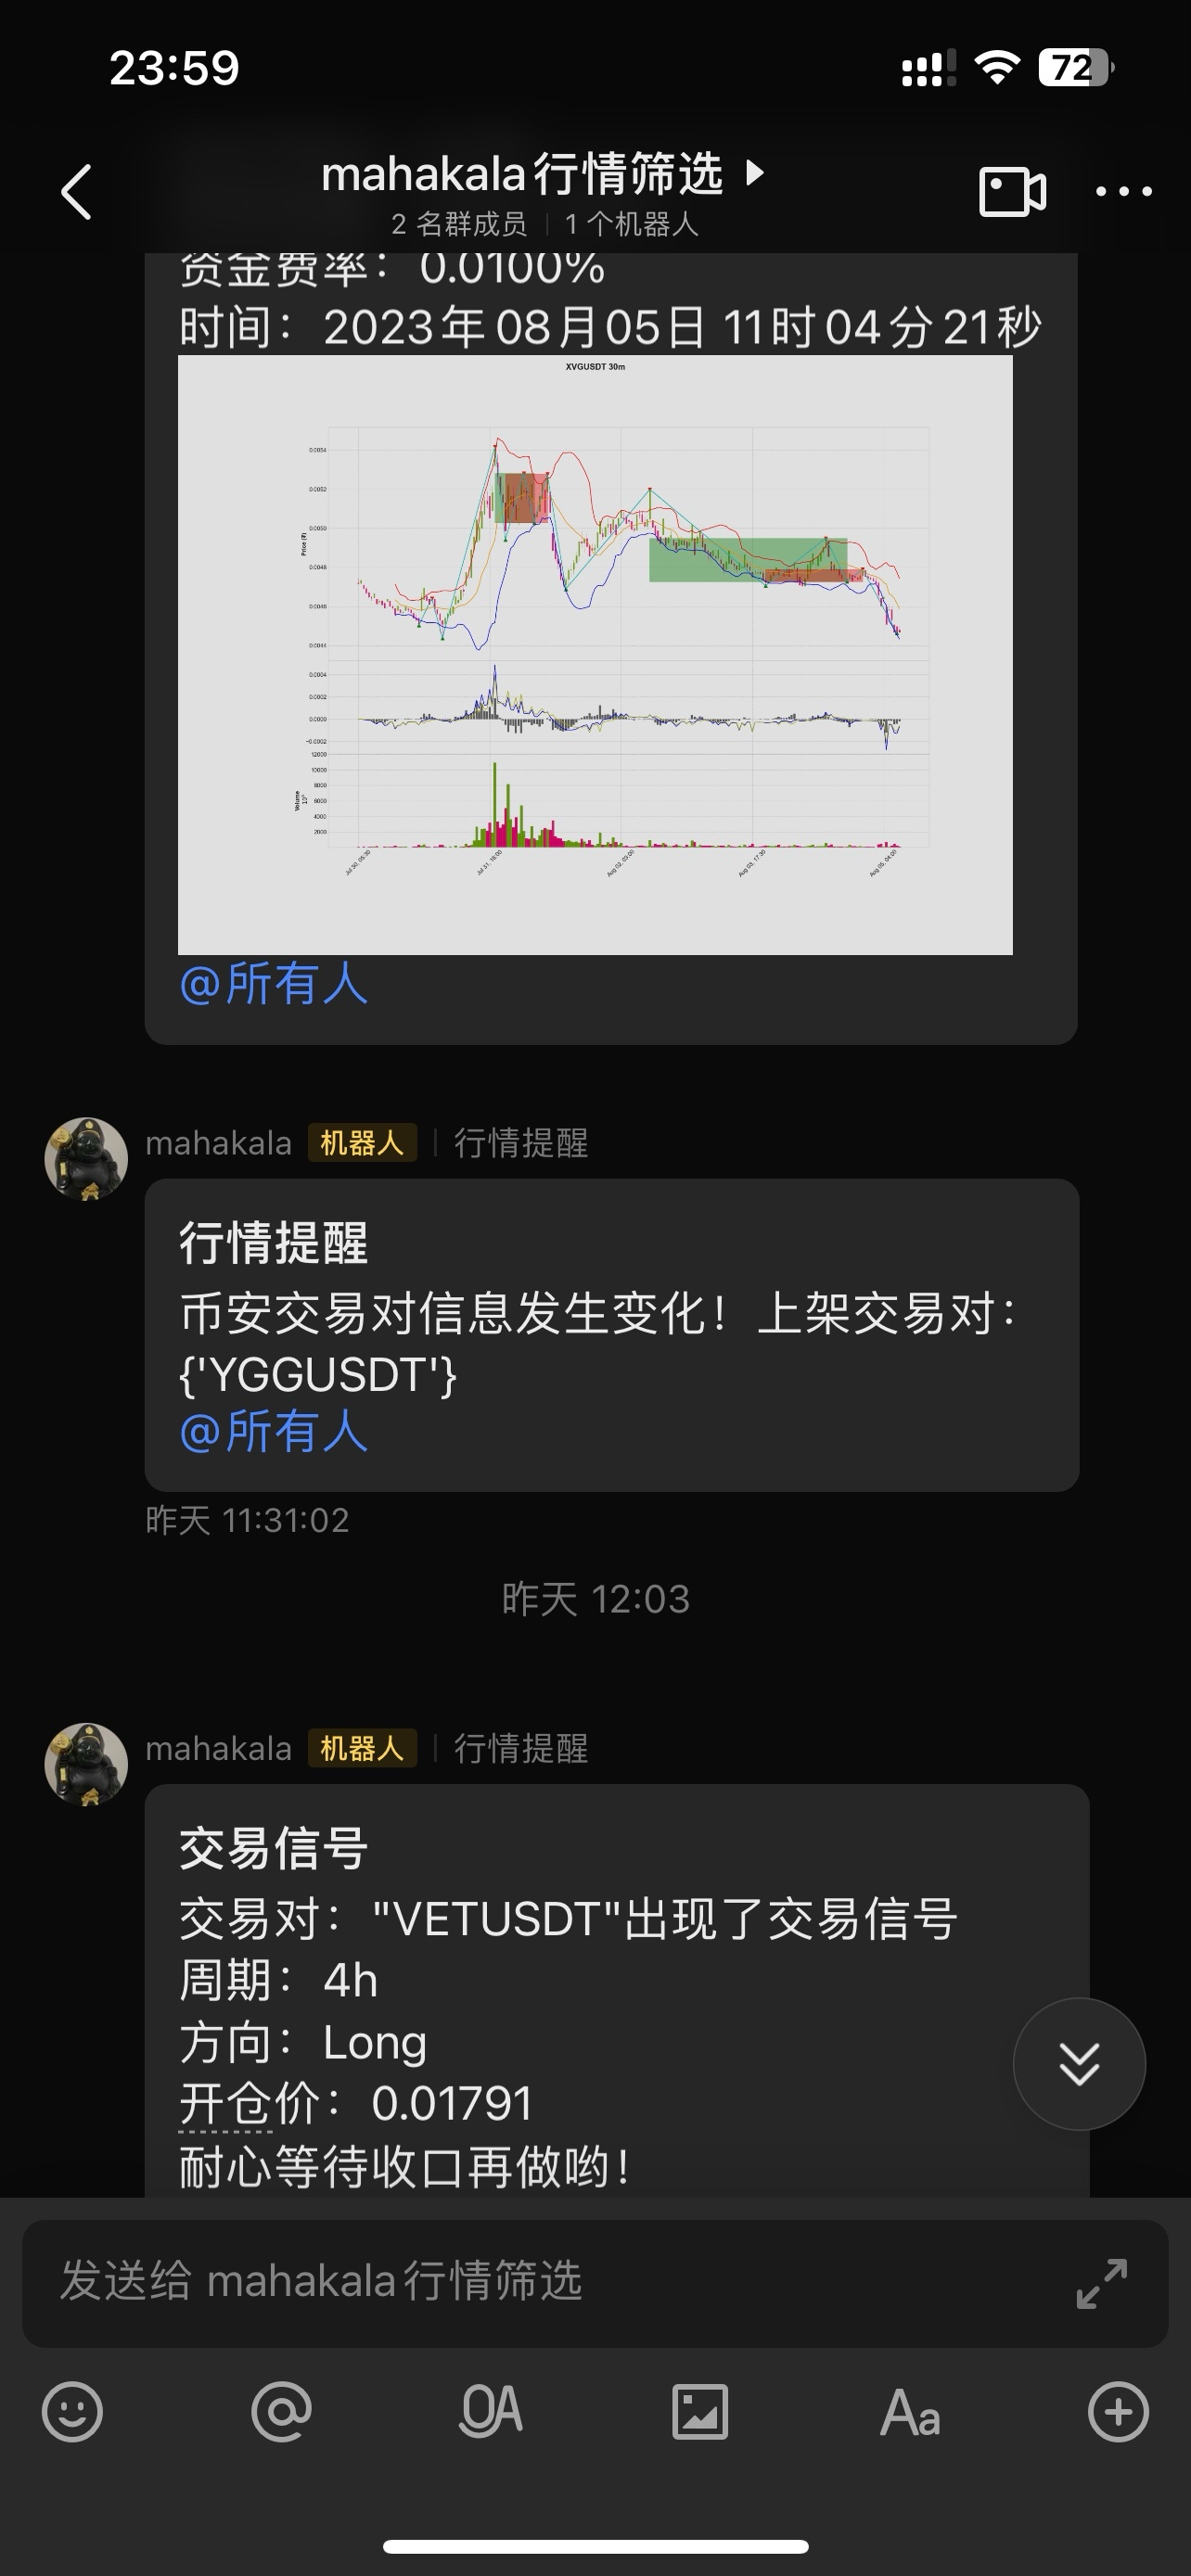 23:59
72
mahakala行情筛选
2 名群成员 | 1 个机器人
资金费率：0.0100%
时间：2023年08月05日 11时04分21秒
XVGUSDT 30m
0.0054
0.0052
0.0050
0.0048
0.0046
0.0044
Price ($)
0.0004
0.0002
0.0000
-0.0002
12000
10000
8000
6000
4000
2000
Volume
Jul 30, 05:30
Jul 31, 18:00
Aug 02, 05:00
Aug 03, 17:30
Aug 05, 04:00
@所有人
mahakala 机器人 | 行情提醒
行情提醒
币安交易对信息发生变化！上架交易对：
{'YGGUSDT'}
@所有人
昨天 11:31:02
昨天 12:03
mahakala 机器人 | 行情提醒
交易信号
交易对："VETUSDT"出现了交易信号
周期：4h
方向：Long
开仓价：0.01791
耐心等待收口再做哟！
发送给 mahakala行情筛选
Aa